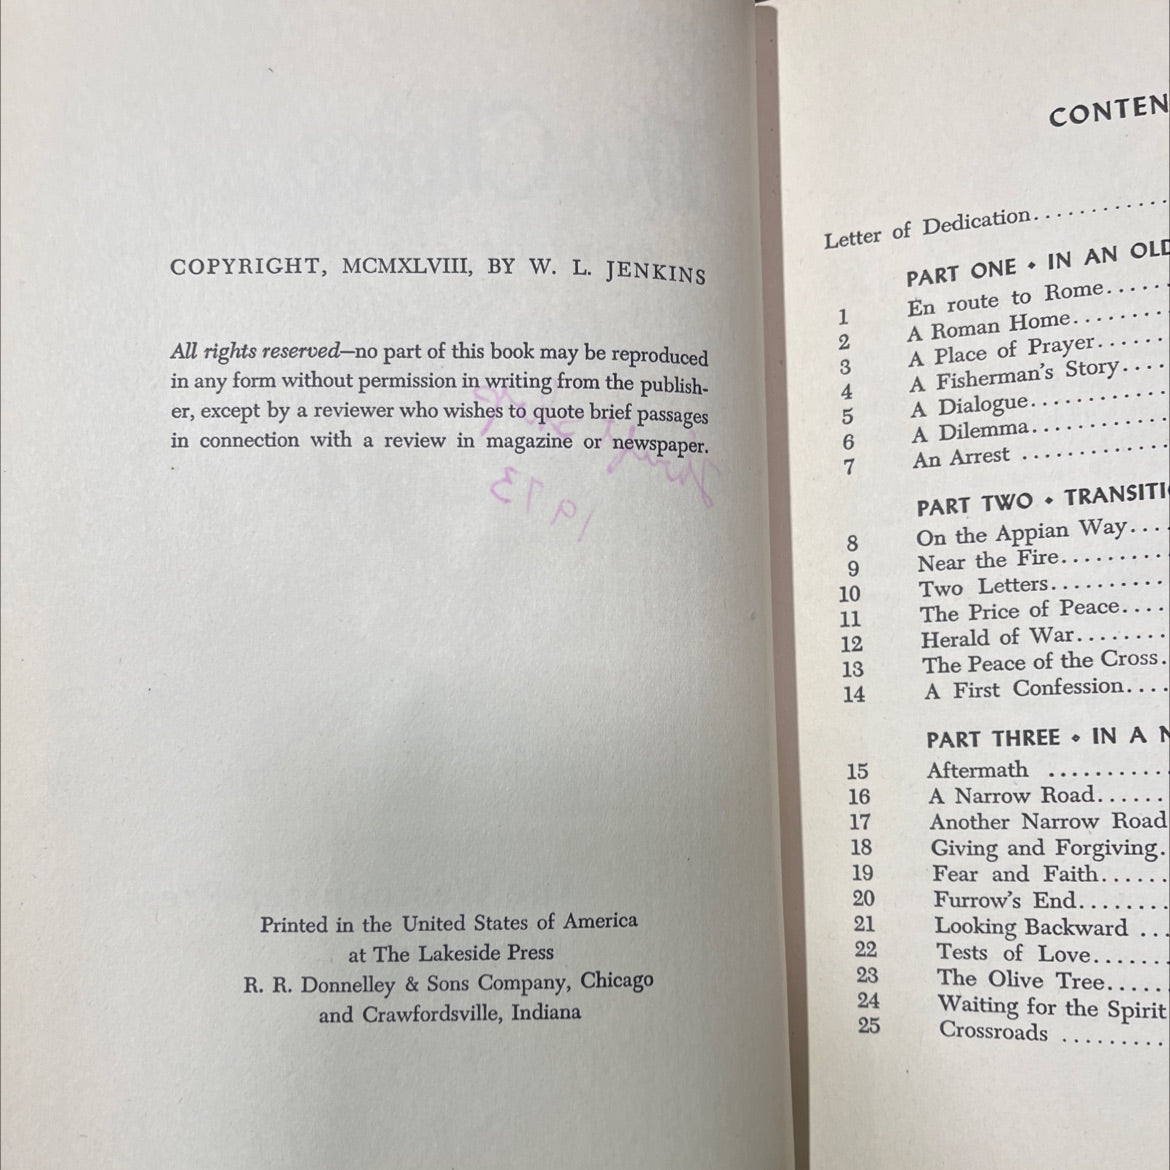 COPYRIGHT, MCMXLVIII, BY W. L. JENKINS
All rights reserved—no part of this book may be reproduced
in any form without permission in writing from the publish-
er, except by a reviewer who wishes to quote brief passages
in connection with a review in magazine or newspaper.
1973
Printed in the United States of America
at The Lakeside Press
R. R. Donnelley & Sons Company, Chicago
and Crawfordsville, Indiana
CONTEN
Letter of Dedication............
PART ONE • IN AN OLD
1 En route to Rome.....
2 A Roman Home........
3 A Place of Prayer......
4 A Fisherman's Story....
5 A Dialogue............
6 A Dilemma............
7 An Arrest ............
PART TWO • TRANSITI
8 On the Appian Way...
9 Near the Fire.........
10 Two Letters..........
11 The Price of Peace....
12 Herald of War.......
13 The Peace of the Cross.
14 A First Confession....
PART THREE • IN A N
15 Aftermath ..........
16 A Narrow Road......
17 Another Narrow Road
18 Giving and Forgiving.
19 Fear and Faith......
20 Furrow's End........
21 Looking Backward ...
22 Tests of Love.......
23 The Olive Tree.....
24 Waiting for the Spirit
25 Crossroads .........